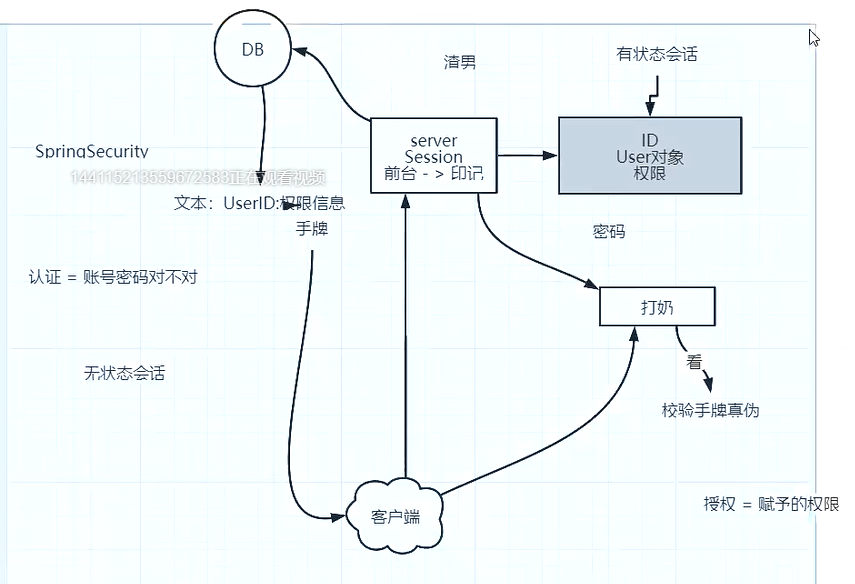 DB
渣男
有状态会话
server
Session
前台 - > 印记
ID
User对象
权限
SpringSecurity
144115213559672583正在观看视频
文本：UserID:权限信息
手牌
密码
认证 = 账号密码对不对
打奶
看
无状态会话
校验手牌真伪
授权 = 赋予的权限
客户端